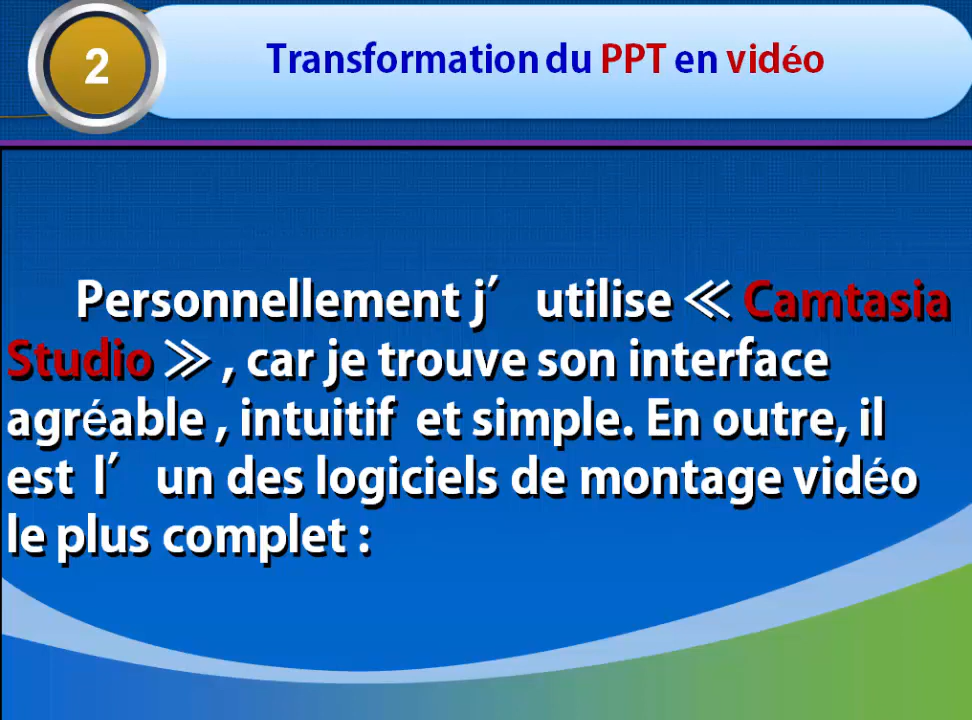 2
Transformation du PPT en vidéo
Personnellement j′ utilise ≪ Camtasia
Studio ≫ , car je trouve son interface
agréable , intuitif et simple. En outre, il
est l′ un des logiciels de montage vidéo
le plus complet :